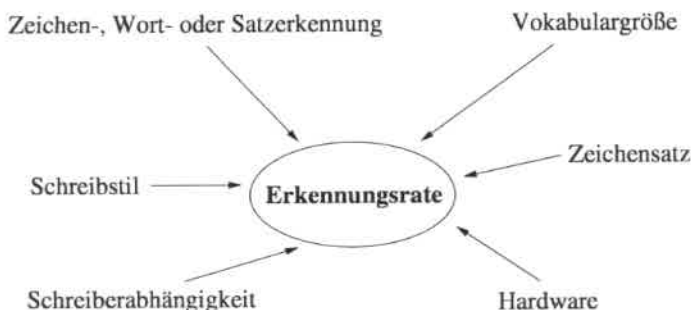 Zeichen-, Wort- oder Satzerkennung
Vokabulargröße
Zeichensatz
Schreibstil
Erkennungsrate
Schreiberabhängigkeit
Hardware